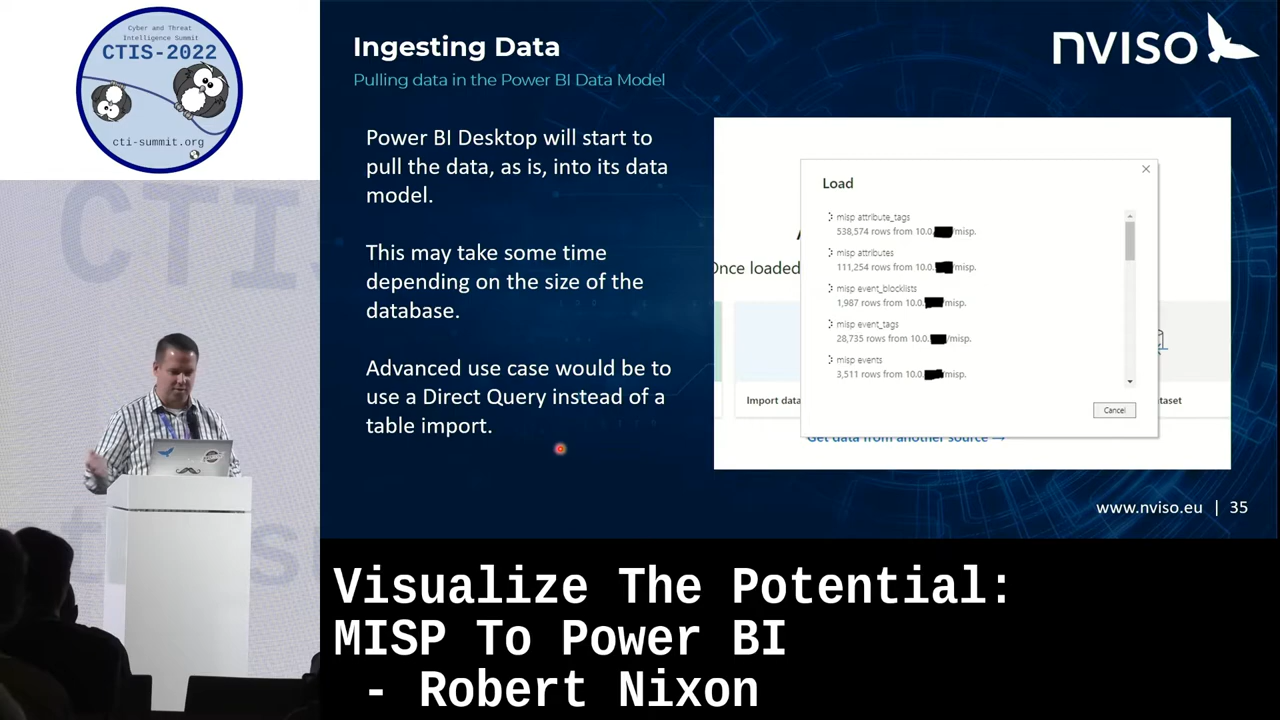 Cyber and Threat
Intelligence Summit
CTIS-2022
cti-summit.org
Ingesting Data
Pulling data in the Power BI Data Model
nviso
Power BI Desktop will start to
pull the data, as is, into its data
model.
This may take some time
depending on the size of the
database.
Advanced use case would be to
use a Direct Query instead of a
table import.
Load
misp attribute_tags
538,574 rows from 10.0. /misp.
misp attributes
111,254 rows from 10.0. /misp.
misp event_blocklists
1,987 rows from 10.0. /misp.
misp event_tags
28,735 rows from 10.0. /misp.
misp events
3,511 rows from 10.0. /misp.
Cancel
Once loaded
Import data
Get data from another source →
www.nviso.eu | 35
CTIS
Visualize The Potential:
MISP To Power BI
- Robert Nixon